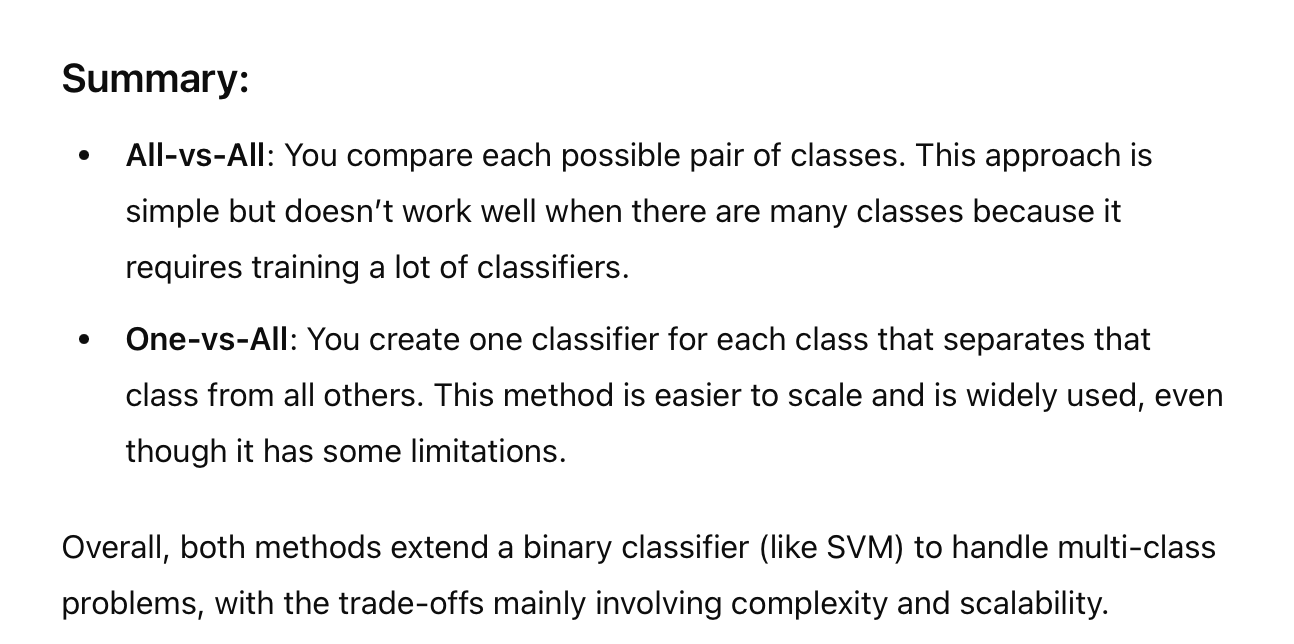 Summary:
• All-vs-All: You compare each possible pair of classes. This approach is
simple but doesn’t work well when there are many classes because it
requires training a lot of classifiers.
• One-vs-All: You create one classifier for each class that separates that
class from all others. This method is easier to scale and is widely used, even
though it has some limitations.
Overall, both methods extend a binary classifier (like SVM) to handle multi-class
problems, with the trade-offs mainly involving complexity and scalability.